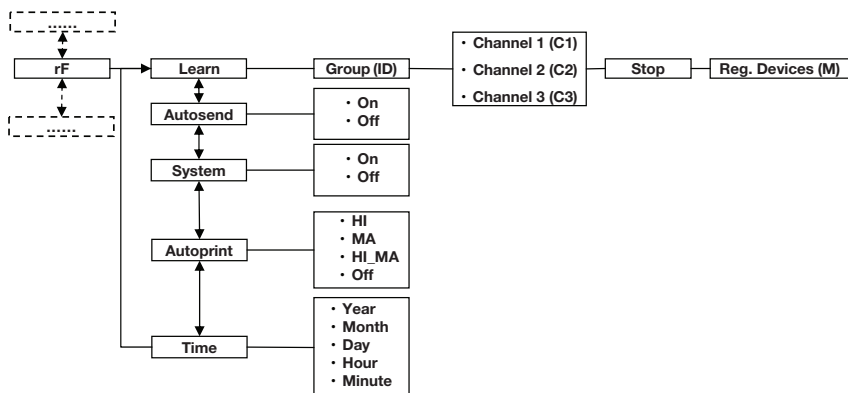 ......
rF
......
Learn
Group (ID)
• Channel 1 (C1)
• Channel 2 (C2)
• Channel 3 (C3)
Stop
Reg. Devices (M)
Autosend
• On
• Off
System
• On
• Off
Autoprint
• HI
• MA
• HI_MA
• Off
Time
• Year
• Month
• Day
• Hour
• Minute